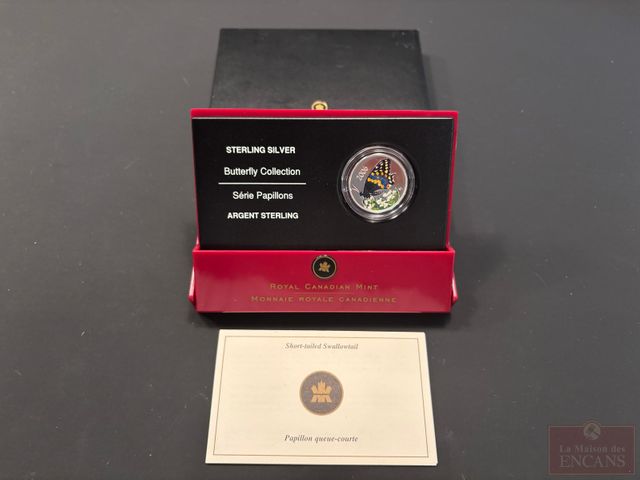 STERLING SILVER
Butterfly Collection
Série Papillons
ARGENT STERLING
2006
ROYAL CANADIAN MINT
MONNAIE ROYALE CANADIENNE
Short-tailed Swallowtail
Papillon queue-courte
La Maison des
ENCANS